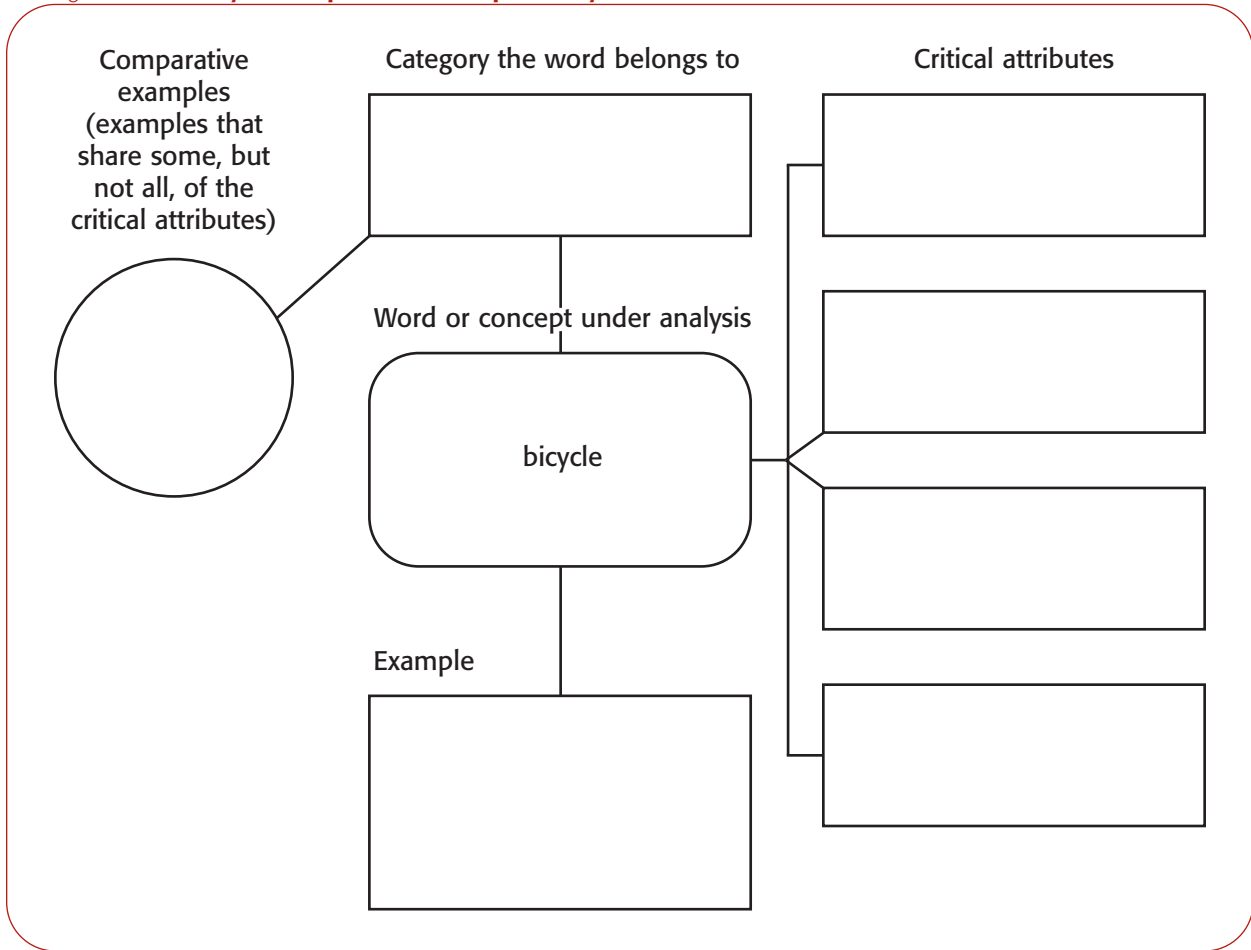 Comparative
examples
(examples that
share some, but
not all, of the
critical attributes)
Category the word belongs to
Critical attributes
Word or concept under analysis
bicycle
Example